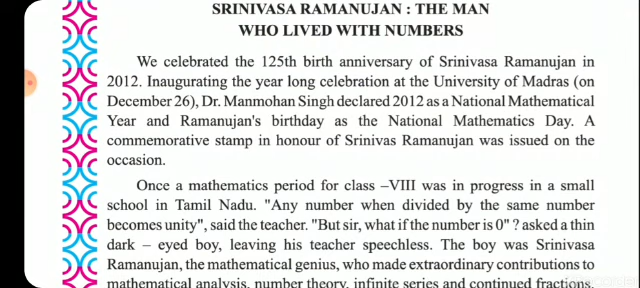 SRINIVASA RAMANUJAN : THE MAN
WHO LIVED WITH NUMBERS
We celebrated the 125th birth anniversary of Srinivasa Ramanujan in
2012. Inaugurating the year long celebration at the University of Madras (on
December 26), Dr. Manmohan Singh declared 2012 as a National Mathematical
Year and Ramanujan's birthday as the National Mathematics Day. A
commemorative stamp in honour of Srinivas Ramanujan was issued on the
occasion.
Once a mathematics period for class –VIII was in progress in a small
school in Tamil Nadu. "Any number when divided by the same number
becomes unity", said the teacher. "But sir, what if the number is 0" ? asked a thin
dark – eyed boy, leaving his teacher speechless. The boy was Srinivasa
Ramanujan, the mathematical genius, who made extraordinary contributions to
mathematical analysis, number theory, infinite series and continued fractions.